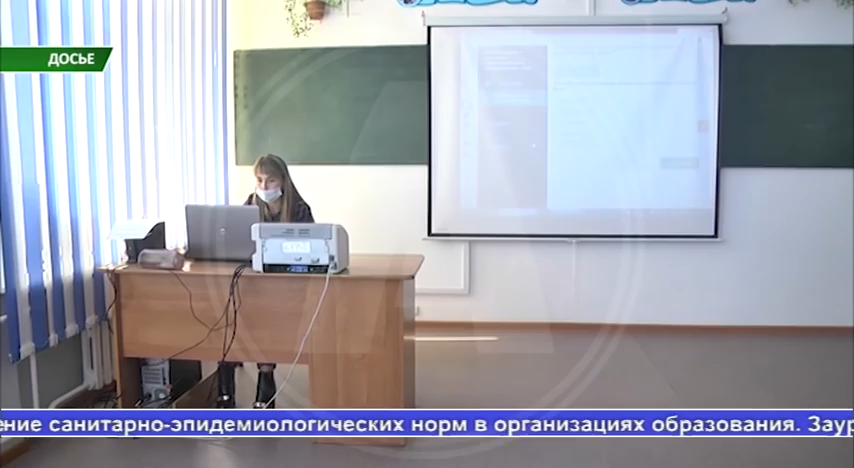 ДОСЬЕ
ение санитарно-эпидемиологических норм в организациях образования. Заур